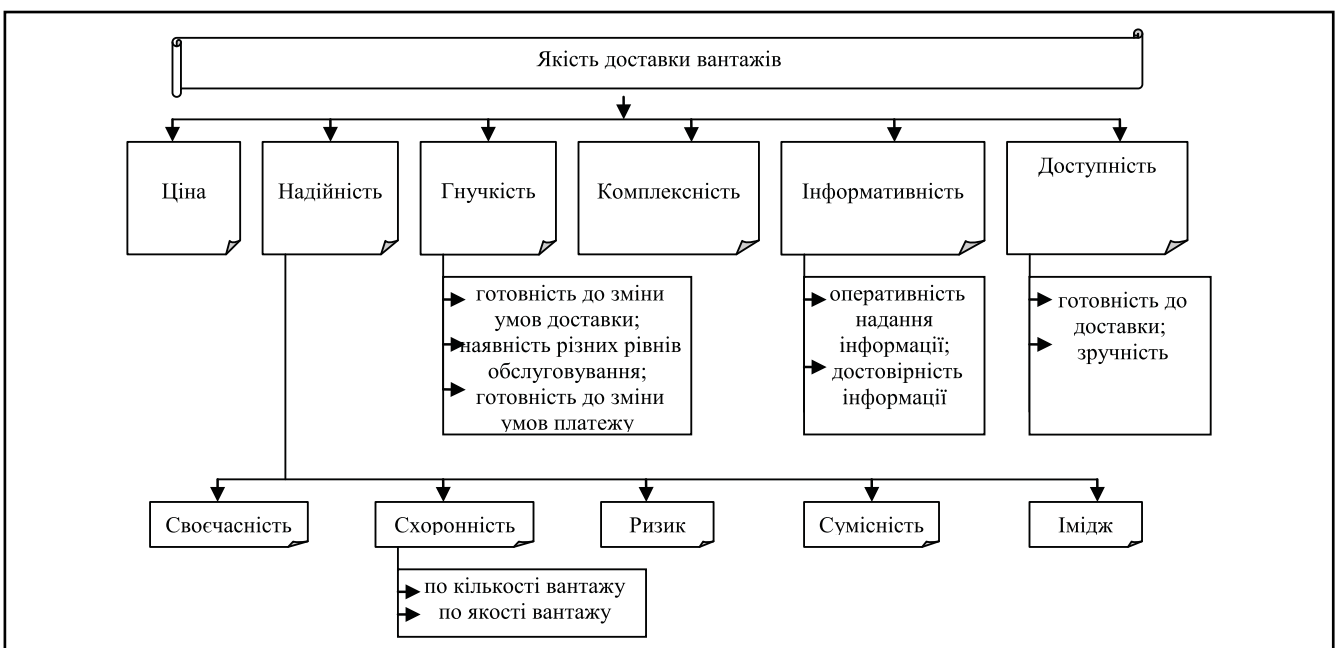 Якість доставки вантажів
Ціна
Надійність
Гнучкість
Комплексність
Інформативність
Доступність
готовність до зміни
умов доставки;
наявність різних рівнів
обслуговування;
готовність до зміни
умов платежу
оперативність
надання
інформації;
достовірність
інформації
готовність до
доставки;
зручність
Своєчасність
Схоронність
Ризик
Сумісність
Імідж
по кількості вантажу
по якості вантажу